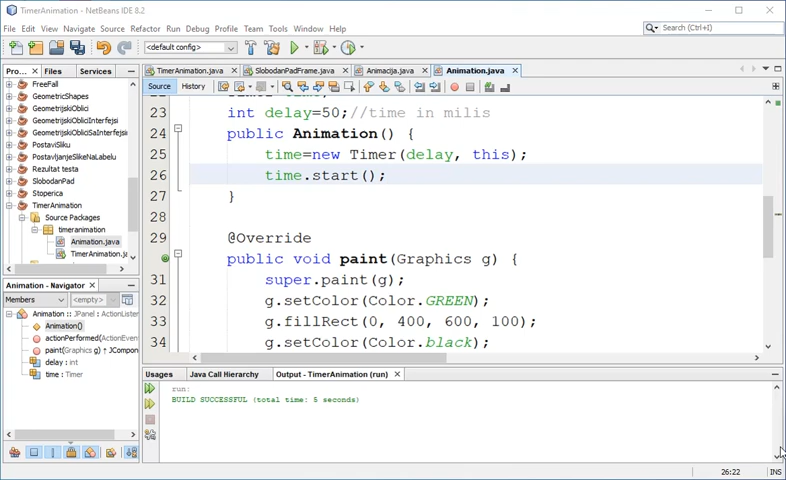 TimerAnimation - NetBeans IDE 8.2
File Edit View Navigate Source Refactor Run Debug Profile Team Tools Window Help
Search (Ctrl+I)
<default config>
Pro... Files Services
TimerAnimation.java SlobodanPadFrame.java Animacija.java Animation.java
Source History
FreeFall
GeometricShapes
GeometrijskiOblici
GeometrijskiObliciInterfejsi
GeometrijskiObliciSaInterfejsi
PostaviSliku
PostavljanjeSlikeNaLabelu
Rezultat testa
SlobodanPad
Stoperica
TimerAnimation
Source Packages
timeranimation
Animation.java
TimerAnimation.ja
23 int delay=50;//time in milis
24 public Animation() {
25 time=new Timer(delay, this);
26 time.start();
27 }
28
29 @Override
public void paint(Graphics g) {
31 super.paint(g);
32 g.setColor(Color.GREEN);
33 g.fillRect(0, 400, 600, 100);
34 g.setColor(Color.black);
Animation - Navigator
Members <empty>
Animation :: JPanel : ActionListen
Animation()
actionPerformed(ActionEvent
paint(Graphics g) ↑ JCompon
delay : int
time : Timer
Usages Java Call Hierarchy Output - TimerAnimation (run)
run:
BUILD SUCCESSFUL (total time: 5 seconds)
26:22 INS